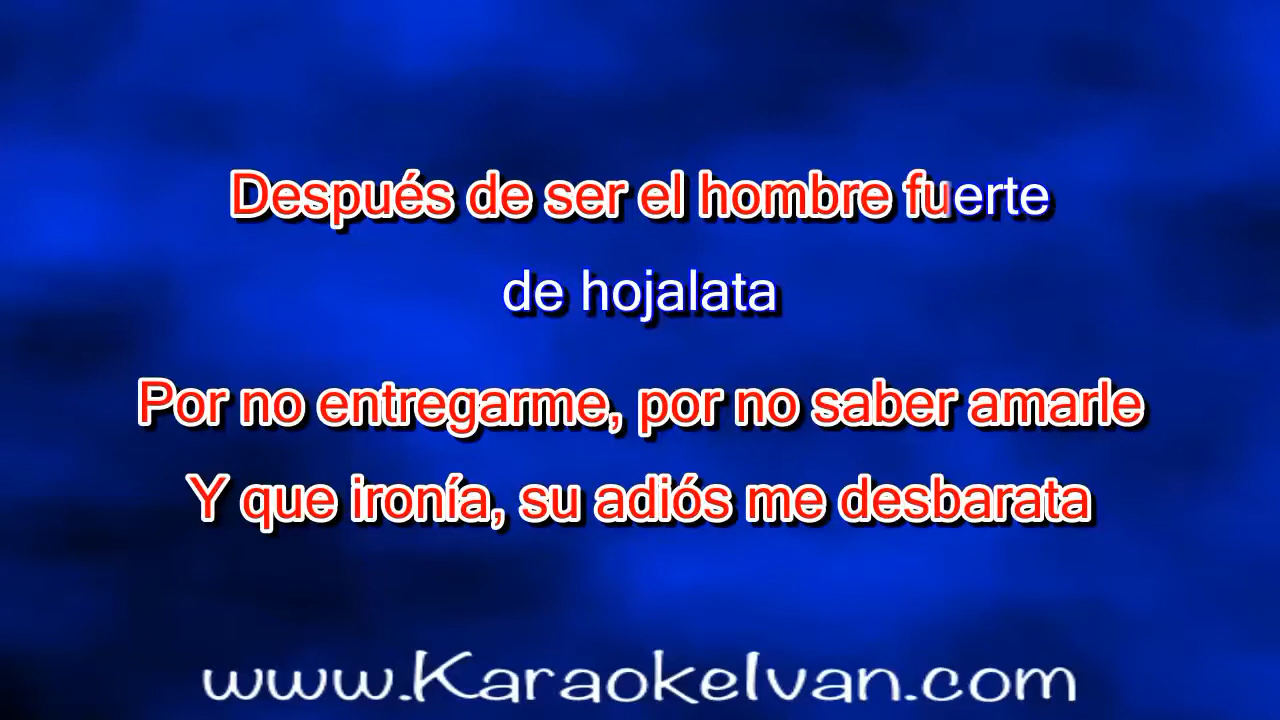 Después de ser el hombre fuerte
de hojalata
Por no entregarme, por no saber amarle
Y que ironía, su adiós me desbarata
www.KaraokeIvan.com